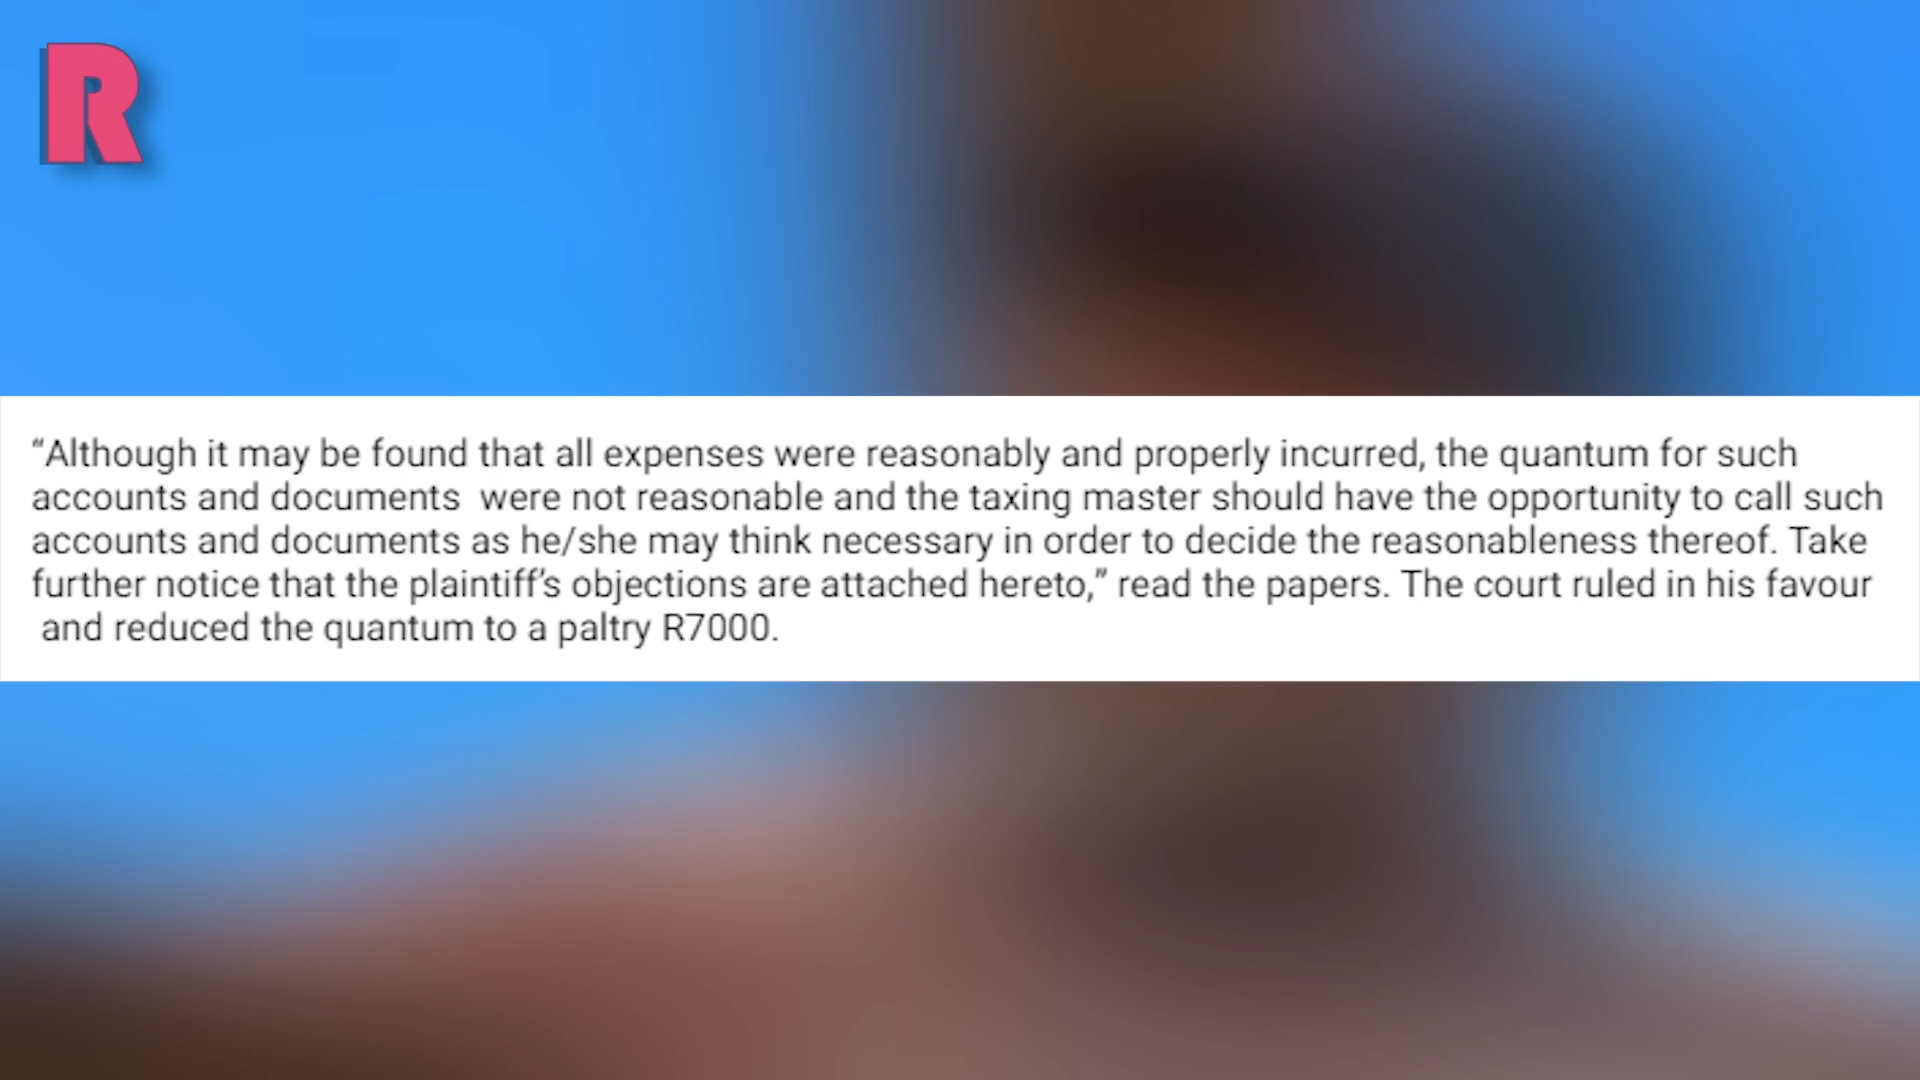 R
“Although it may be found that all expenses were reasonably and properly incurred, the quantum for such
accounts and documents  were not reasonable and the taxing master should have the opportunity to call such
accounts and documents as he/she may think necessary in order to decide the reasonableness thereof. Take
further notice that the plaintiff’s objections are attached hereto,” read the papers. The court ruled in his favour
and reduced the quantum to a paltry R7000.